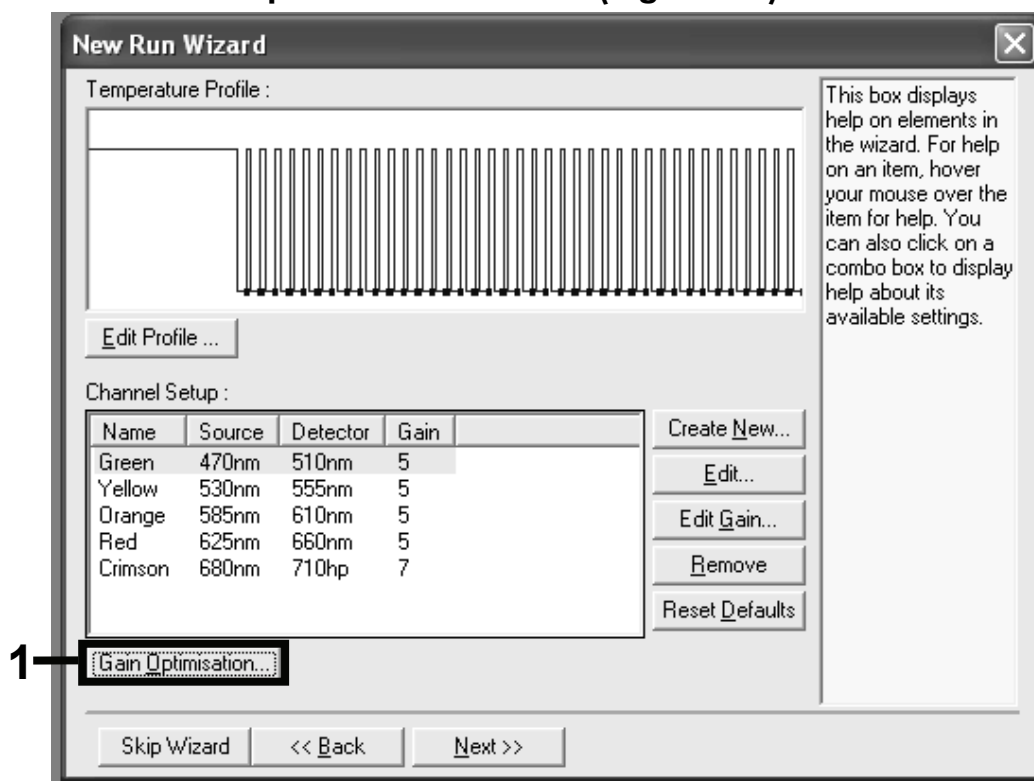 New Run Wizard
Temperature Profile :
This box displays
help on elements in
the wizard. For help
on an item, hover
your mouse over the
item for help. You
can also click on a
combo box to display
help about its
available settings.
Edit Profile ...
Channel Setup :
Name Source Detector Gain
Green 470nm 510nm 5
Yellow 530nm 555nm 5
Orange 585nm 610nm 5
Red 625nm 660nm 5
Crimson 680nm 710hp 7
Create New...
Edit...
Edit Gain...
Remove
Reset Defaults
1
Gain Optimisation...
Skip Wizard << Back Next >>